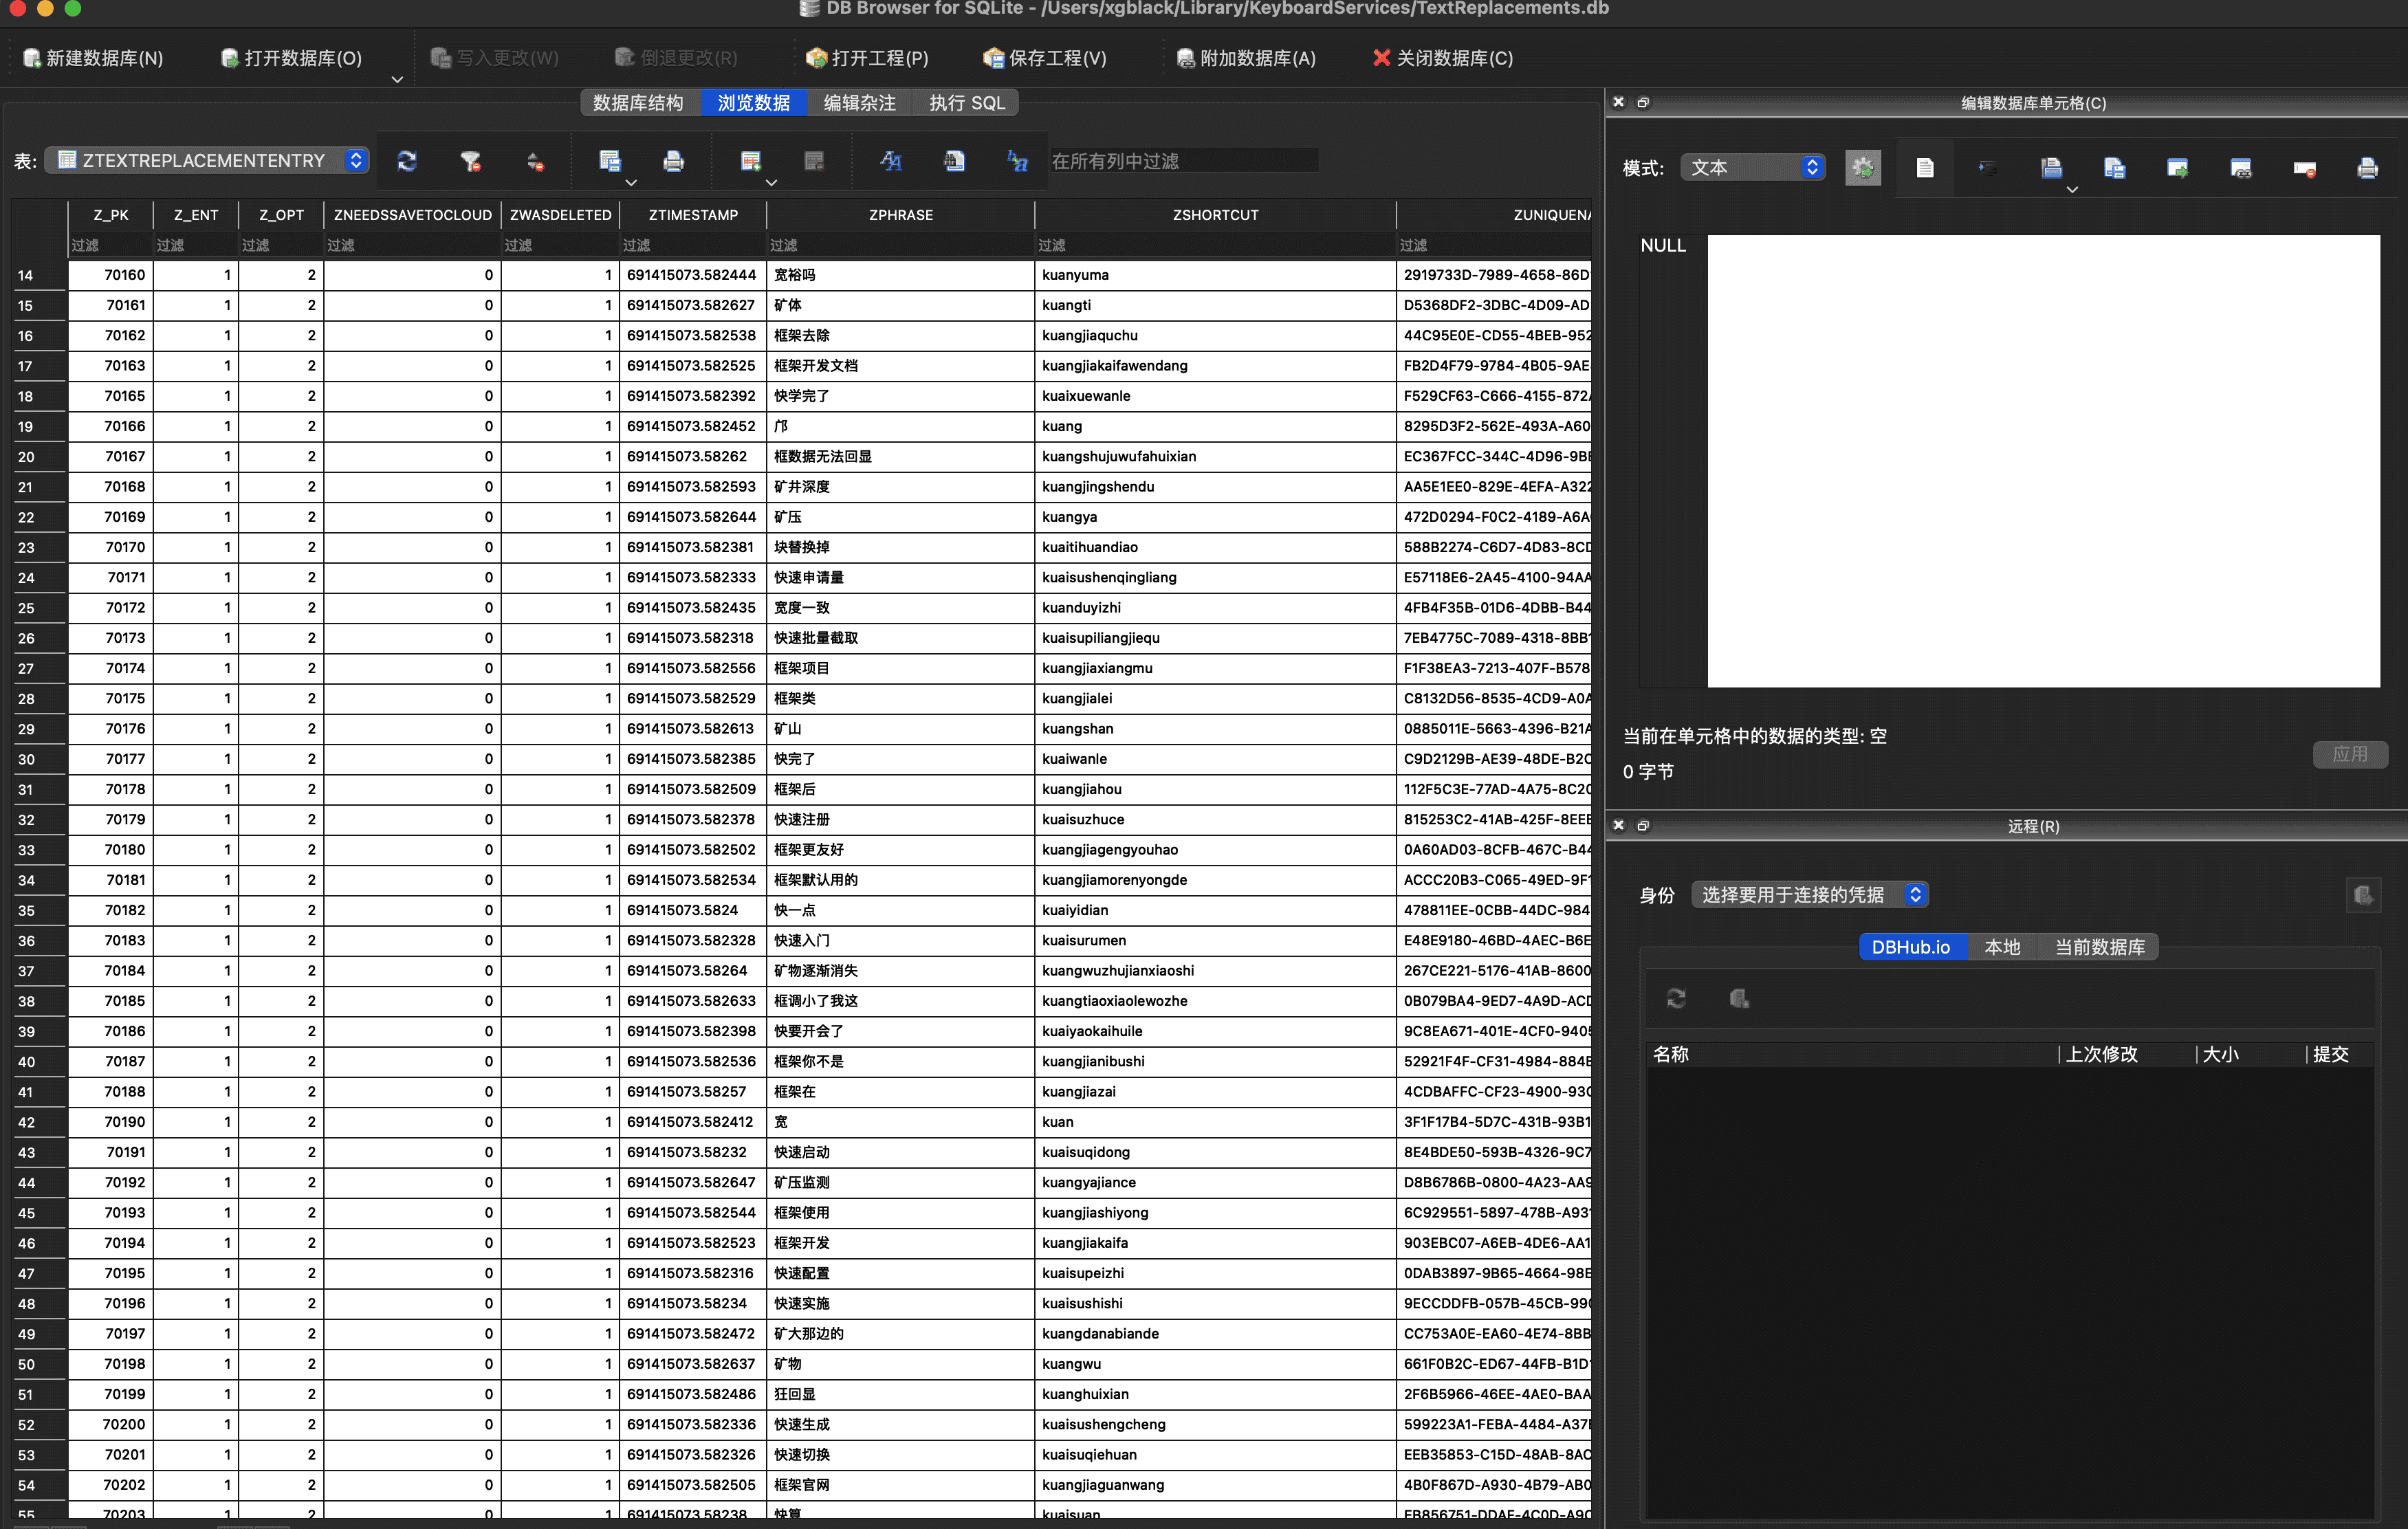 DB Browser for SQLite - /Users/xgblack/Library/KeyboardServices/TextReplacements.db
新建数据库(N) 打开数据库(O) 写入更改(W) 倒退更改(R) 打开工程(P) 保存工程(V) 附加数据库(A) 关闭数据库(C)
数据库结构 浏览数据 编辑杂注 执行 SQL
表: ZTEXTREPLACEMENTENTRY 在所有列中过滤
Z_PK Z_ENT Z_OPT ZNEEDSSAVETOCLOUD ZWASDELETED ZTIMESTAMP ZPHRASE ZSHORTCUT ZUNIQUENA
过滤 过滤 过滤 过滤 过滤 过滤 过滤 过滤 过滤
14 70160 1 2 0 1 691415073.582444 宽裕吗 kuanyuma 2919733D-7989-4658-86D
15 70161 1 2 0 1 691415073.582627 矿体 kuangti D5368DF2-3DBC-4D09-AD
16 70162 1 2 0 1 691415073.582538 框架去除 kuangjiaquchu 44C95E0E-CD55-4BEB-952
17 70163 1 2 0 1 691415073.582525 框架开发文档 kuangjiakaifawendang FB2D4F79-9784-4B05-9AE
18 70165 1 2 0 1 691415073.582392 快学完了 kuaixuewanle F529CF63-C666-4155-872A
19 70166 1 2 0 1 691415073.582452 邝 kuang 8295D3F2-562E-493A-A60
20 70167 1 2 0 1 691415073.58262 框数据无法回显 kuangshujuwufahuixian EC367FCC-344C-4D96-9BE
21 70168 1 2 0 1 691415073.582593 矿井深度 kuangjingshendu AA5E1EE0-829E-4EFA-A322
22 70169 1 2 0 1 691415073.582644 矿压 kuangya 472D0294-F0C2-4189-A6A
23 70170 1 2 0 1 691415073.582381 块替换掉 kuaitihuandiao 588B2274-C6D7-4D83-8CD
24 70171 1 2 0 1 691415073.582333 快速申请量 kuaisushenqingliang E57118E6-2A45-4100-94AA
25 70172 1 2 0 1 691415073.582435 宽度一致 kuanduyizhi 4FB4F35B-01D6-4DBB-B44
26 70173 1 2 0 1 691415073.582318 快速批量截取 kuaisupiliangjiequ 7EB4775C-7089-4318-8BB1
27 70174 1 2 0 1 691415073.582556 框架项目 kuangjiaxiangmu F1F38EA3-7213-407F-B578
28 70175 1 2 0 1 691415073.582529 框架类 kuangjialei C8132D56-8535-4CD9-A0A
29 70176 1 2 0 1 691415073.582613 矿山 kuangshan 0885011E-5663-4396-B21A
30 70177 1 2 0 1 691415073.582385 快完了 kuaiwanle C9D2129B-AE39-48DE-B2C
31 70178 1 2 0 1 691415073.582509 框架后 kuangjiahou 112F5C3E-77AD-4A75-8C20
32 70179 1 2 0 1 691415073.582378 快速注册 kuaisuzhuce 815253C2-41AB-425F-8EEE
33 70180 1 2 0 1 691415073.582502 框架更友好 kuangjiagengyouhao 0A60AD03-8CFB-467C-B44
34 70181 1 2 0 1 691415073.582534 框架默认用的 kuangjiamorenyongde ACCC20B3-C065-49ED-9F1
35 70182 1 2 0 1 691415073.5824 快一点 kuaiyidian 478811EE-0CBB-44DC-984
36 70183 1 2 0 1 691415073.582328 快速入门 kuaisurumen E48E9180-46BD-4AEC-B6E
37 70184 1 2 0 1 691415073.58264 矿物逐渐消失 kuangwuzhujianxiaoshi 267CE221-5176-41AB-8600
38 70185 1 2 0 1 691415073.582633 框调小了我这 kuangtiaoxiaolewozhe 0B079BA4-9ED7-4A9D-ACD
39 70186 1 2 0 1 691415073.582398 快要开会了 kuaiyaokaihuile 9C8EA671-401E-4CF0-9405
40 70187 1 2 0 1 691415073.582536 框架你不是 kuangjianibushi 52921F4F-CF31-4984-884E
41 70188 1 2 0 1 691415073.58257 框架在 kuangjiazai 4CDBAFFC-CF23-4900-93C
42 70190 1 2 0 1 691415073.582412 宽 kuan 3F1F17B4-5D7C-431B-93B1
43 70191 1 2 0 1 691415073.58232 快速启动 kuaisuqidong 8E4BDE50-593B-4326-9C7
44 70192 1 2 0 1 691415073.582647 矿压监测 kuangyajiance D8B6786B-0800-4A23-AA9
45 70193 1 2 0 1 691415073.582544 框架使用 kuangjiashiyong 6C929551-5897-478B-A931
46 70194 1 2 0 1 691415073.582523 框架开发 kuangjiakaifa 903EBC07-A6EB-4DE6-AA1
47 70195 1 2 0 1 691415073.582316 快速配置 kuaisupeizhi 0DAB3897-9B65-4664-98E
48 70196 1 2 0 1 691415073.58234 快速实施 kuaisushishi 9ECCDDFB-057B-45CB-990
49 70197 1 2 0 1 691415073.582472 矿大那边的 kuangdanabiande CC753A0E-EA60-4E74-8BB
50 70198 1 2 0 1 691415073.582637 矿物 kuangwu 661F0B2C-ED67-44FB-B1D
51 70199 1 2 0 1 691415073.582486 狂回显 kuanghuixian 2F6B5966-46EE-4AE0-BAA
52 70200 1 2 0 1 691415073.582336 快速生成 kuaisushengcheng 599223A1-FEBA-4484-A37
53 70201 1 2 0 1 691415073.582326 快速切换 kuaisuqiehuan EEB35853-C15D-48AB-8AC
54 70202 1 2 0 1 691415073.582505 框架官网 kuangjiaguanwang 4B0F867D-A930-4B79-AB0
55 70203 1 2 0 1 691415073.58238 快算 kuaisuan EB856751-DDAE-4C0D-A9C
编辑数据库单元格(C)
模式: 文本
NULL
当前在单元格中的数据的类型: 空
0 字节
应用
远程(R)
身份 选择要用于连接的凭据
DBHub.io 本地 当前数据库
名称 上次修改 大小 提交